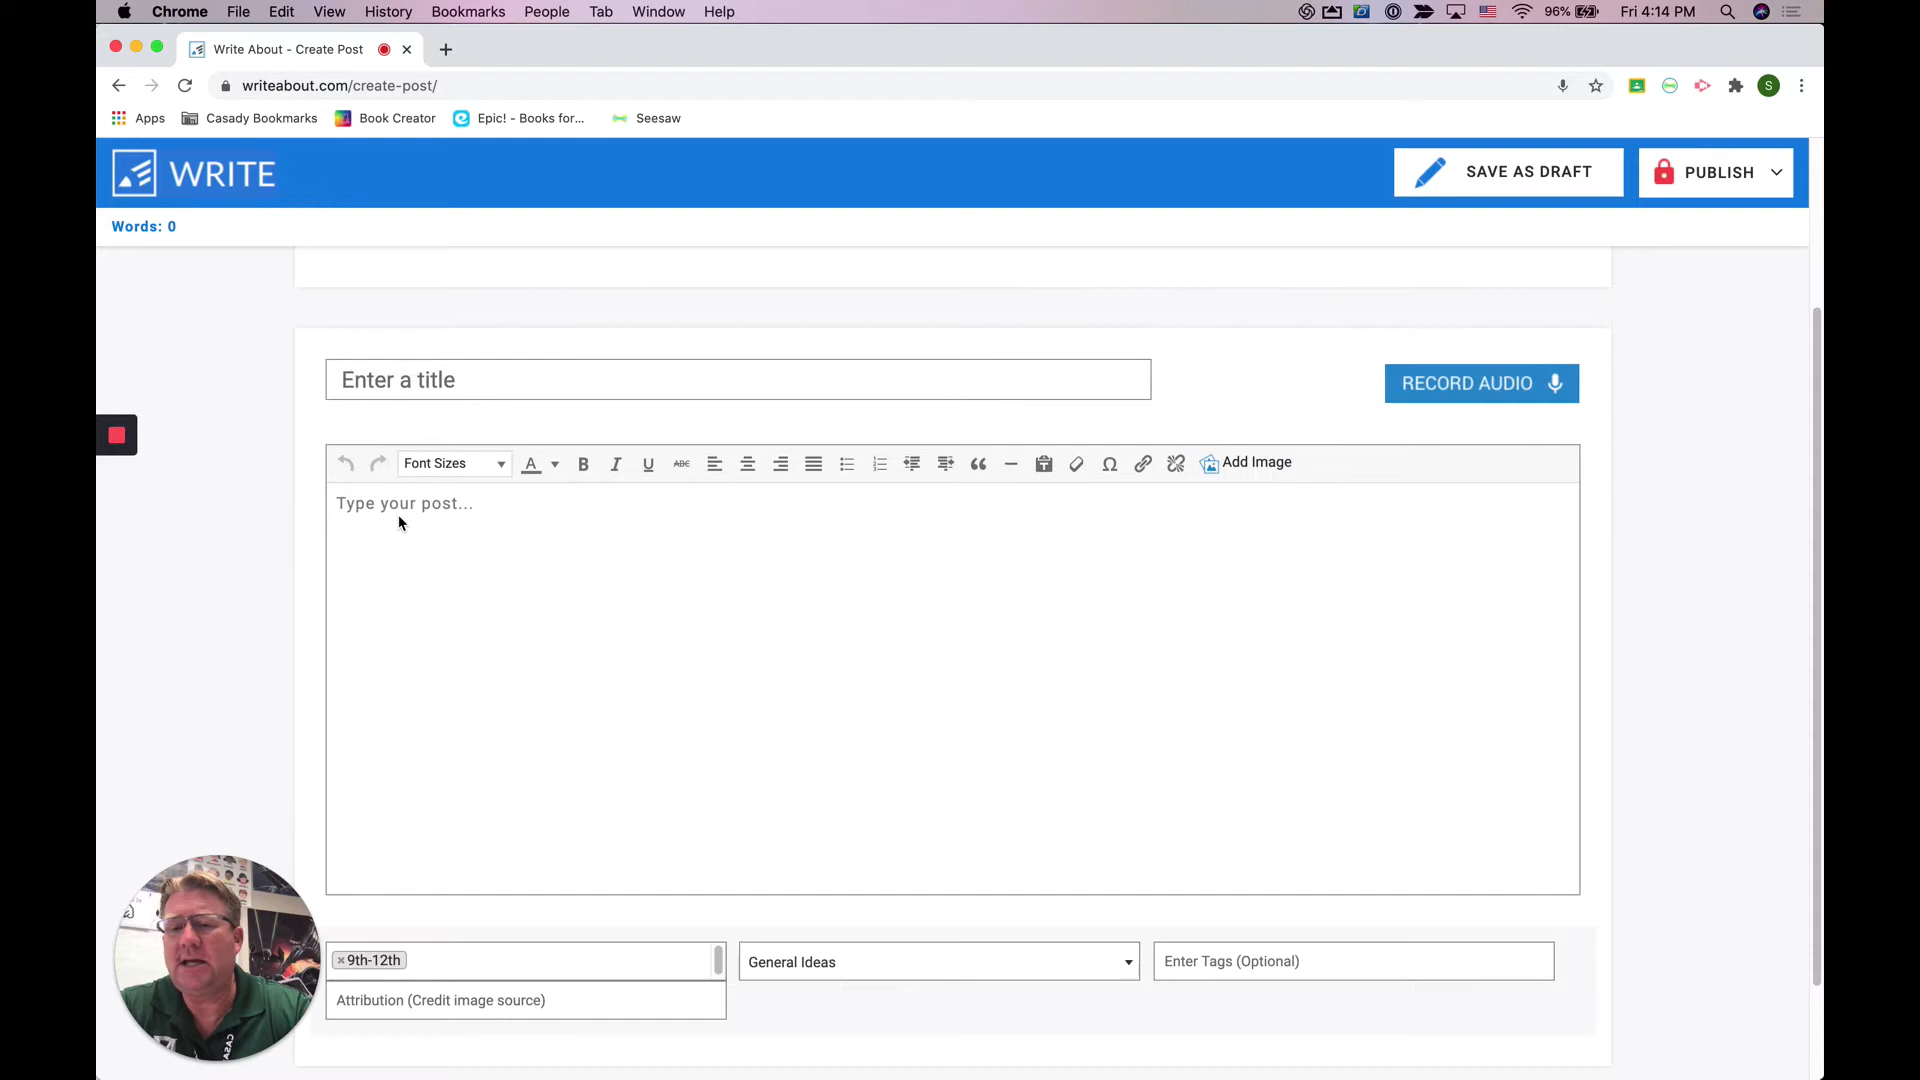 Chrome File Edit View History Bookmarks People Tab Window Help 96% Fri 4:14 PM
Write About - Create Post
writeabout.com/create-post/ S
Apps Casady Bookmarks Book Creator Epic! - Books for... Seesaw
WRITE SAVE AS DRAFT PUBLISH
Words: 0
Enter a title RECORD AUDIO
Font Sizes A B I U ABC Ω Add Image
Type your post...
×9th-12th General Ideas Enter Tags (Optional)
Attribution (Credit image source)